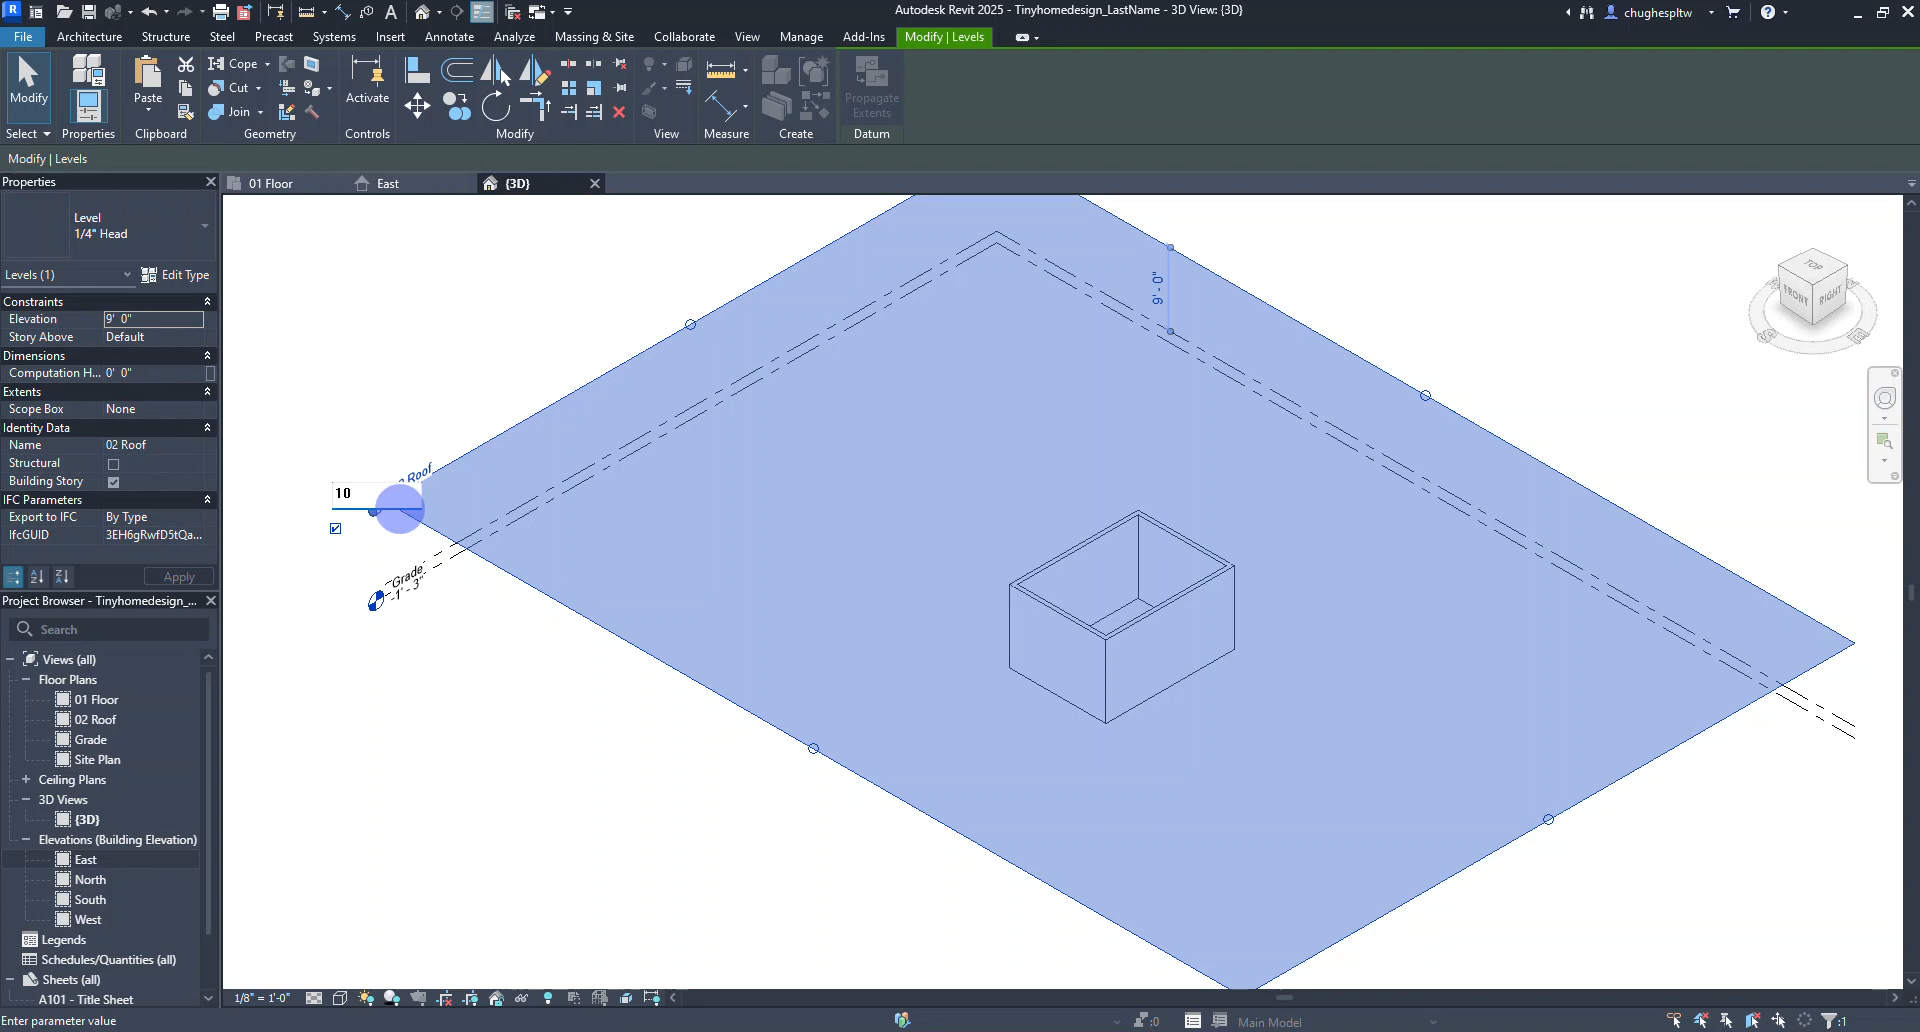 Autodesk Revit 2025 - Tinyhomedesign_LastName - 3D View: {3D}
chughespltw
File Architecture Structure Steel Precast Systems Insert Annotate Analyze Massing & Site Collaborate View Manage Add-Ins Modify | Levels
Modify
Select
Properties
Paste
Clipboard
Cope
Cut
Join
Geometry
Activate
Controls
Modify
View
Measure
Create
Propagate
Extents
Datum
Modify | Levels
Properties
01 Floor
East
{3D}
Level
1/4" Head
Levels (1)
Edit Type
Constraints
Elevation 9' 0"
Story Above Default
Dimensions
Computation H... 0' 0"
Extents
Scope Box None
Identity Data
Name 02 Roof
Structural
Building Story
IFC Parameters
Export to IFC By Type
IfcGUID 3EH6gRwfD5tQa...
Apply
Project Browser - Tinyhomedesign_...
Search
Views (all)
Floor Plans
01 Floor
02 Roof
Grade
Site Plan
Ceiling Plans
3D Views
{3D}
Elevations (Building Elevation)
East
North
South
West
Legends
Schedules/Quantities (all)
Sheets (all)
A101 - Title Sheet
9' - 0"
Roof
10
Grade
-1' - 3"
TOP
FRONT
RIGHT
1/8" = 1'-0"
Enter parameter value
:0
Main Model
:1